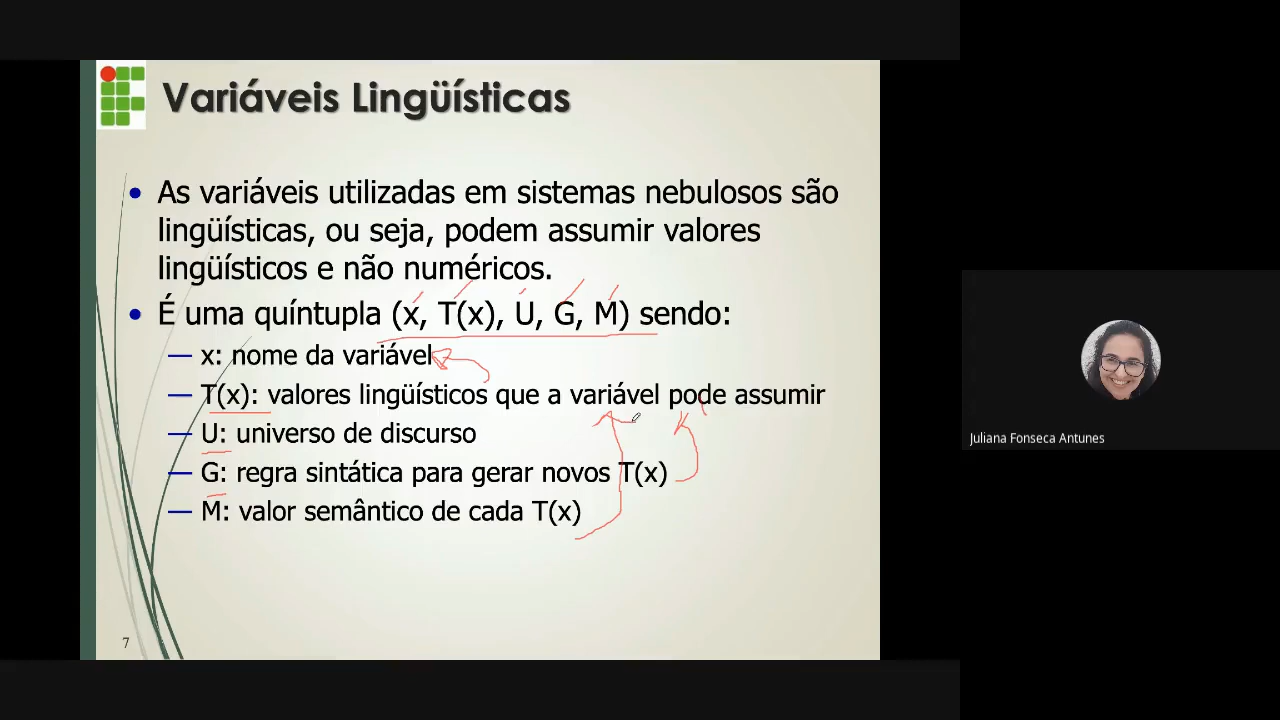 Variáveis Lingüísticas
• As variáveis utilizadas em sistemas nebulosos são
lingüísticas, ou seja, podem assumir valores
lingüísticos e não numéricos.
• É uma quíntupla (x, T(x), U, G, M) sendo:
— x: nome da variável
— T(x): valores lingüísticos que a variável pode assumir
— U: universo de discurso
— G: regra sintática para gerar novos T(x)
— M: valor semântico de cada T(x)
7
Juliana Fonseca Antunes